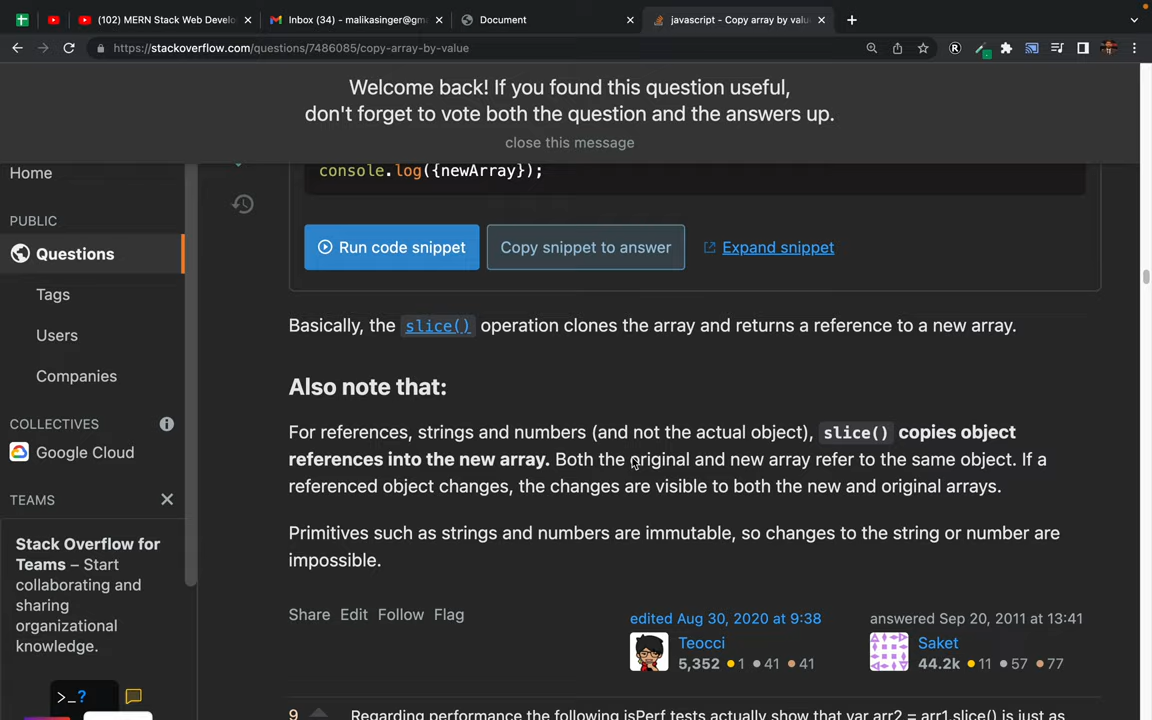 (102) MERN Stack Web Develo
Inbox (34) - malikasinger@gm
Document
javascript - Copy array by valu
https://stackoverflow.com/questions/7486085/copy-array-by-value
Welcome back! If you found this question useful,
don't forget to vote both the question and the answers up.
close this message
console.log({newArray});
Home
PUBLIC
Questions
Tags
Users
Companies
COLLECTIVES
Google Cloud
TEAMS
Stack Overflow for
Teams – Start
collaborating and
sharing
organizational
knowledge.
>_?
Run code snippet
Copy snippet to answer
Expand snippet
Basically, the slice() operation clones the array and returns a reference to a new array.
Also note that:
For references, strings and numbers (and not the actual object), slice() copies object
references into the new array. Both the original and new array refer to the same object. If a
referenced object changes, the changes are visible to both the new and original arrays.
Primitives such as strings and numbers are immutable, so changes to the string or number are
impossible.
Share Edit Follow Flag
edited Aug 30, 2020 at 9:38
Teocci
5,352 1 41 41
answered Sep 20, 2011 at 13:41
Saket
44.2k 11 57 77
9
Regarding performance the following jsPerf tests actually show that var arr2 = arr1.slice() is just as